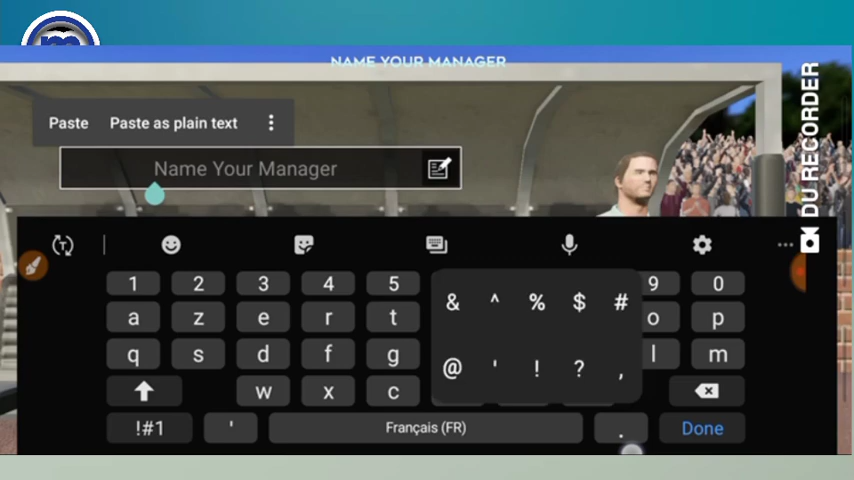 m
NAME YOUR MANAGER
Paste Paste as plain text
Name Your Manager
DU RECORDER
T
1 2 3 4 5 9 0
& ^ % $ #
a z e r t o p
q s d f g l m
@ ' ! ? ,
w x c
!#1 ' Français (FR) . Done